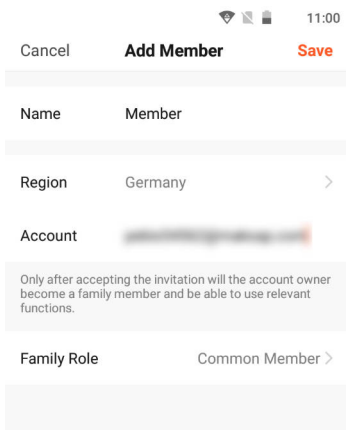 11:00
Cancel Add Member Save
Name Member
Region Germany
Account
Only after accepting the invitation will the account owner
become a family member and be able to use relevant
functions.
Family Role Common Member